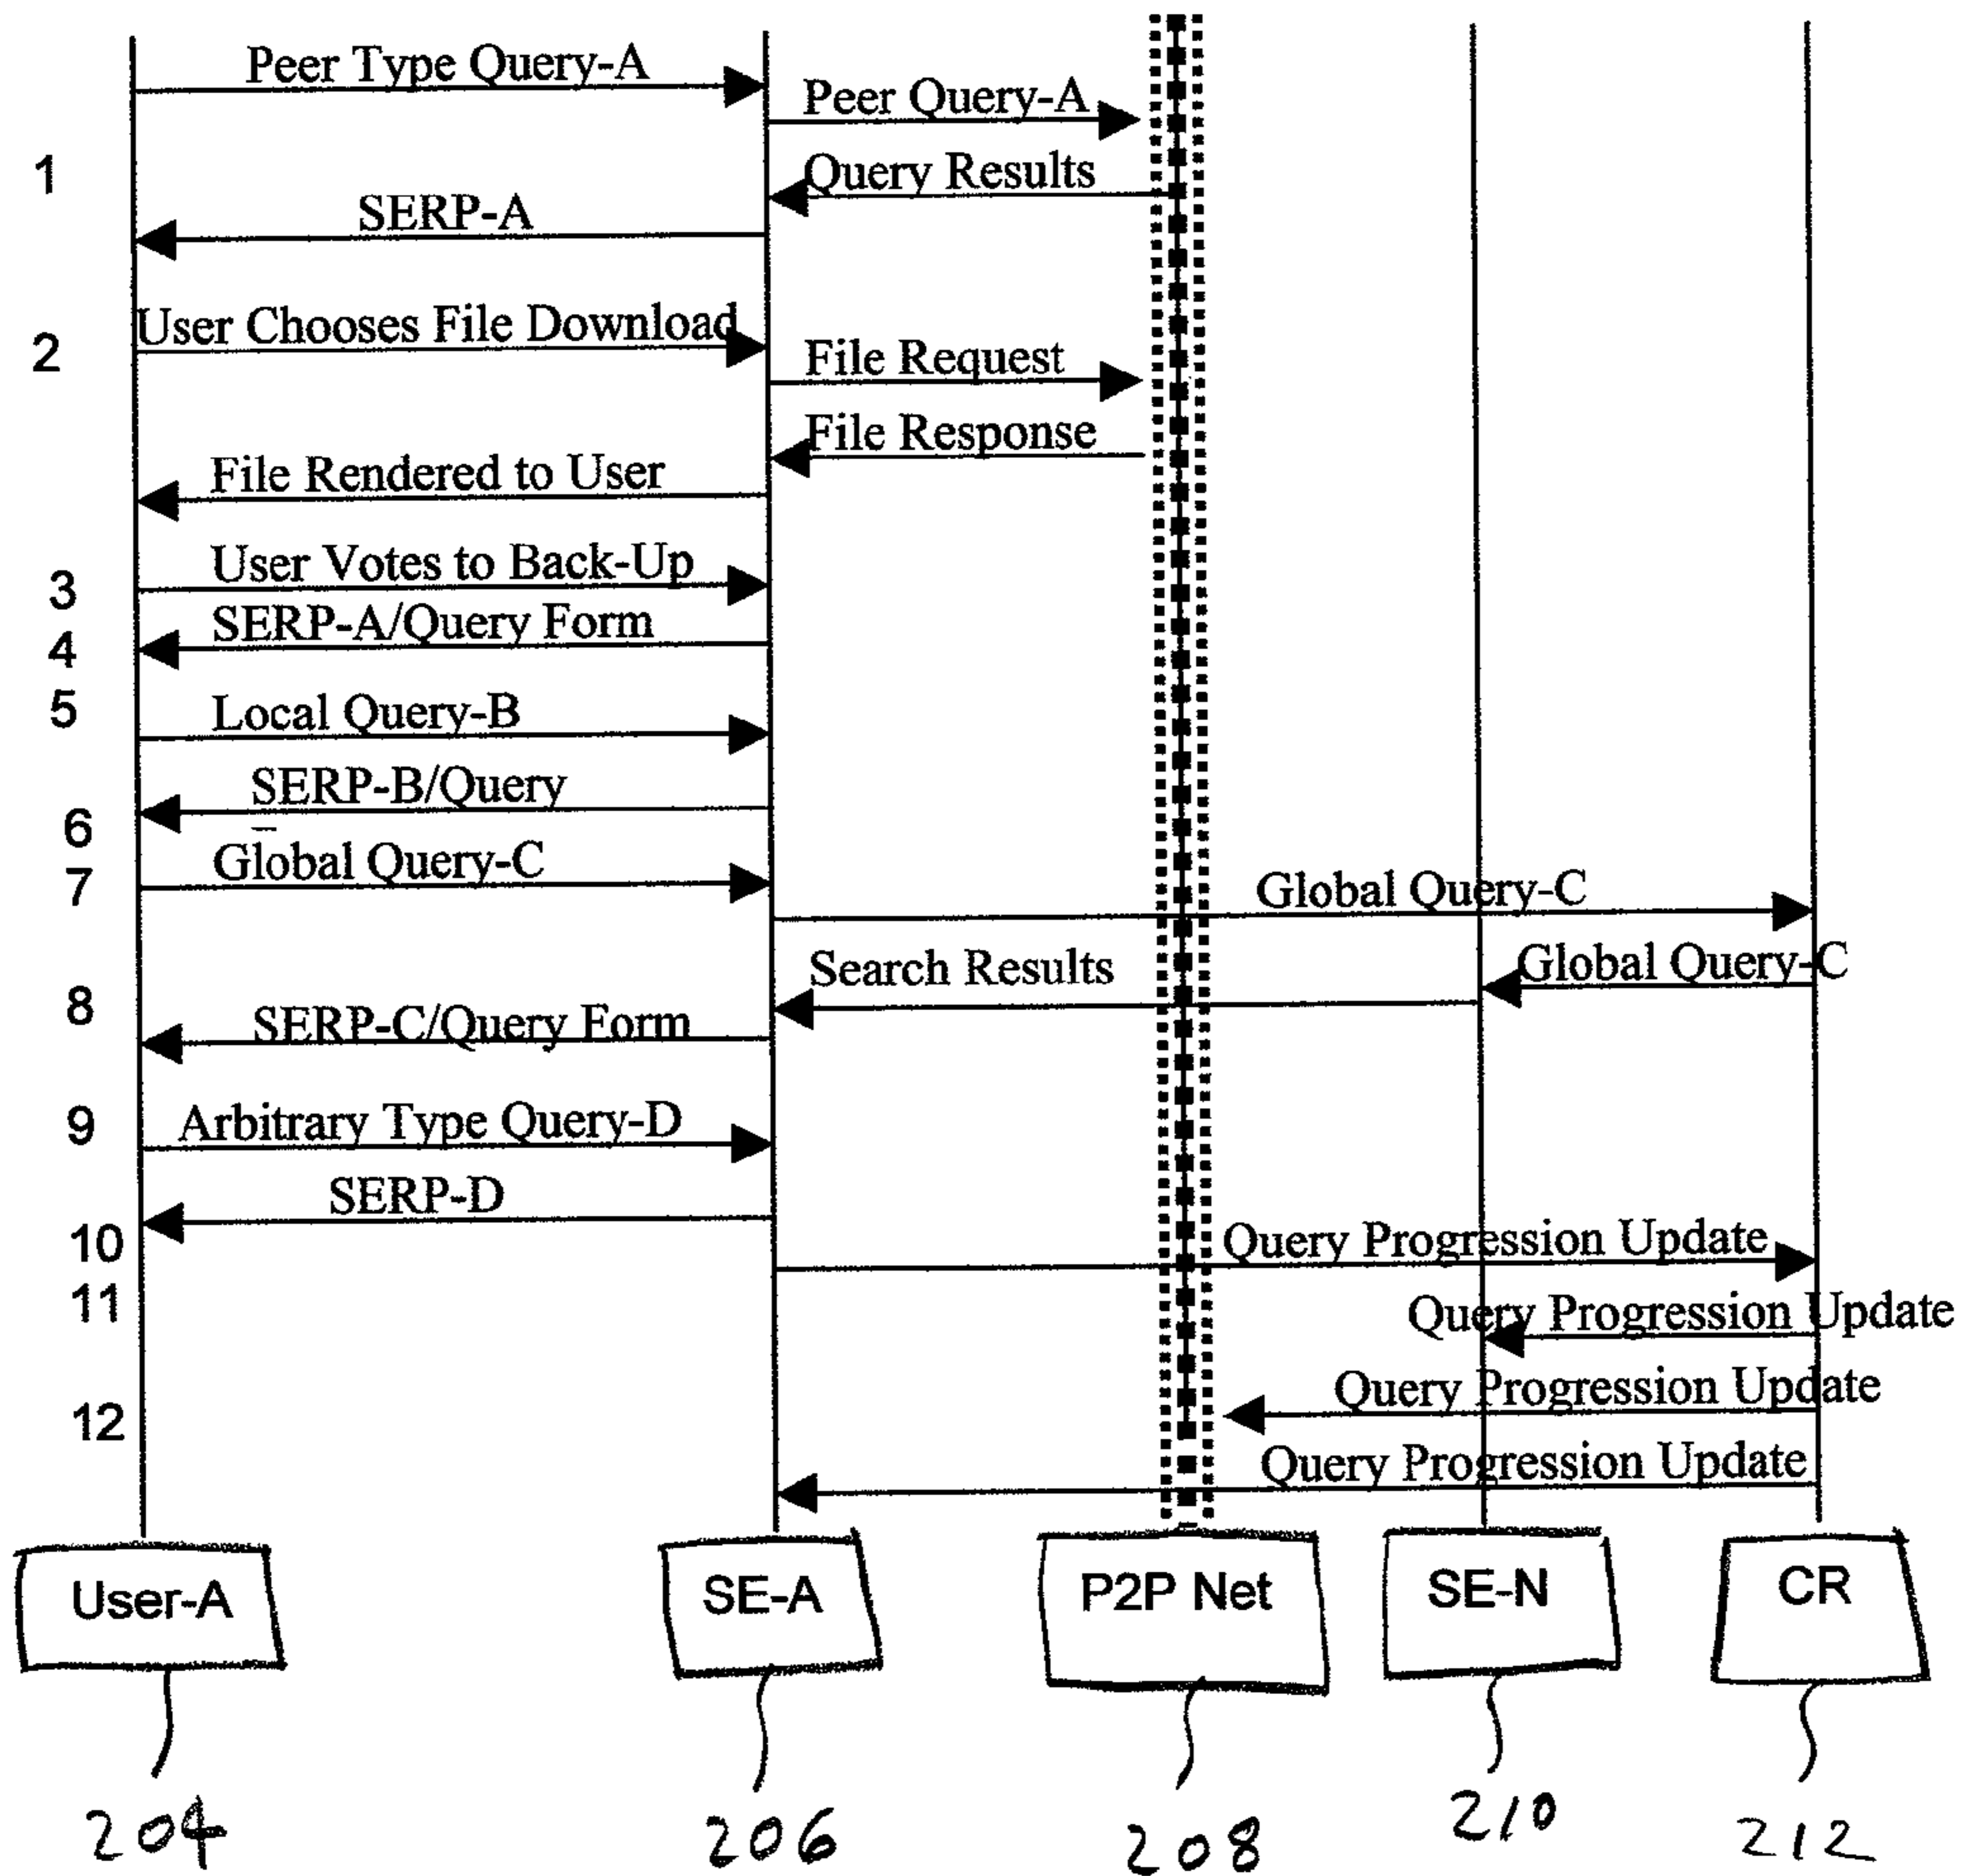 Peer Type Query-A
Peer Query-A
1
Query Results
SERP-A
User Chooses File Download
2
File Request
File Response
File Rendered to User
User Votes to Back-Up
3
SERP-A/Query Form
4
5
Local Query-B
SERP-B/Query
6
Global Query-C
7
Global Query-C
Search Results
Global Query-C
8
SERP-C/Query Form
9
Arbitrary Type Query-D
SERP-D
10
Query Progression Update
11
Query Progression Update
Query Progression Update
12
Query Progression Update
User-A
SE-A
P2P Net
SE-N
CR
204
206
208
210
212